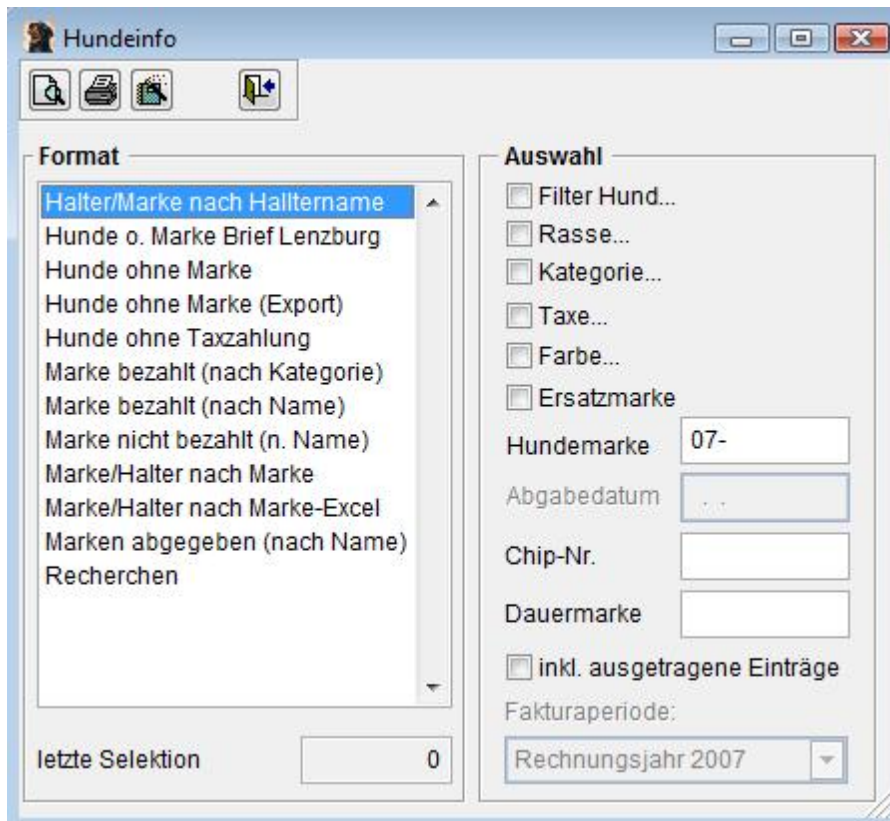 Hundeinfo
Format
Halter/Marke nach Halltername
Hunde o. Marke Brief Lenzburg
Hunde ohne Marke
Hunde ohne Marke (Export)
Hunde ohne Taxzahlung
Marke bezahlt (nach Kategorie)
Marke bezahlt (nach Name)
Marke nicht bezahlt (n. Name)
Marke/Halter nach Marke
Marke/Halter nach Marke-Excel
Marken abgegeben (nach Name)
Recherchen
letzte Selektion 0
Auswahl
Filter Hund...
Rasse...
Kategorie...
Taxe...
Farbe...
Ersatzmarke
Hundemarke 07-
Abgabedatum . .
Chip-Nr.
Dauermarke
inkl. ausgetragene Einträge
Fakturaperiode:
Rechnungsjahr 2007